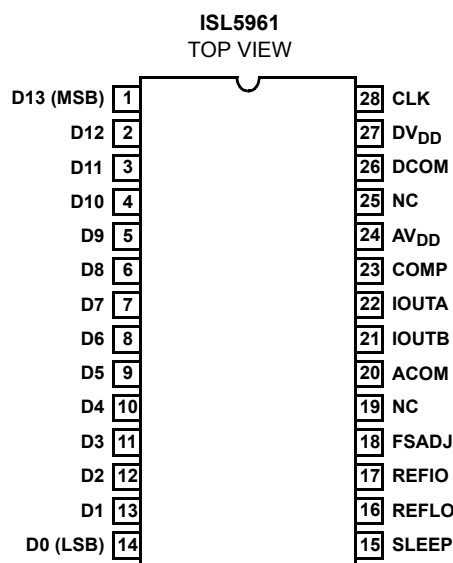 ISL5961
TOP VIEW
D13 (MSB) 1 28 CLK
D12 2 27 DVDD
D11 3 26 DCOM
D10 4 25 NC
D9 5 24 AVDD
D8 6 23 COMP
D7 7 22 IOUTA
D6 8 21 IOUTB
D5 9 20 ACOM
D4 10 19 NC
D3 11 18 FSADJ
D2 12 17 REFIO
D1 13 16 REFLO
D0 (LSB) 14 15 SLEEP